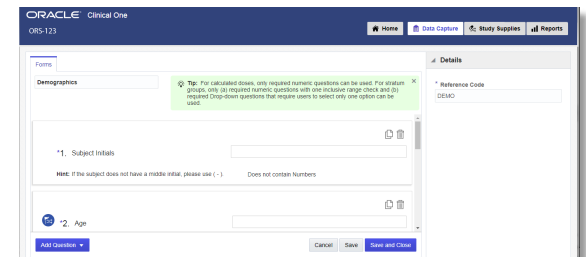 ORACLE Clinical One
ORS-123
Home
Data Capture
Study Supplies
Reports
Forms
Demographics
Tip: For calculated doses, only required numeric questions can be used. For stratum
groups, only (a) required numeric questions with one inclusive range check and (b)
required Drop-down questions that require users to select only one option can be
used.
Details
* Reference Code
DEMO
*1. Subject Initials
Hint: If the subject does not have a middle initial, please use ( - )
Does not contain Numbers
*2. Age
Add Question
Cancel
Save
Save and Close